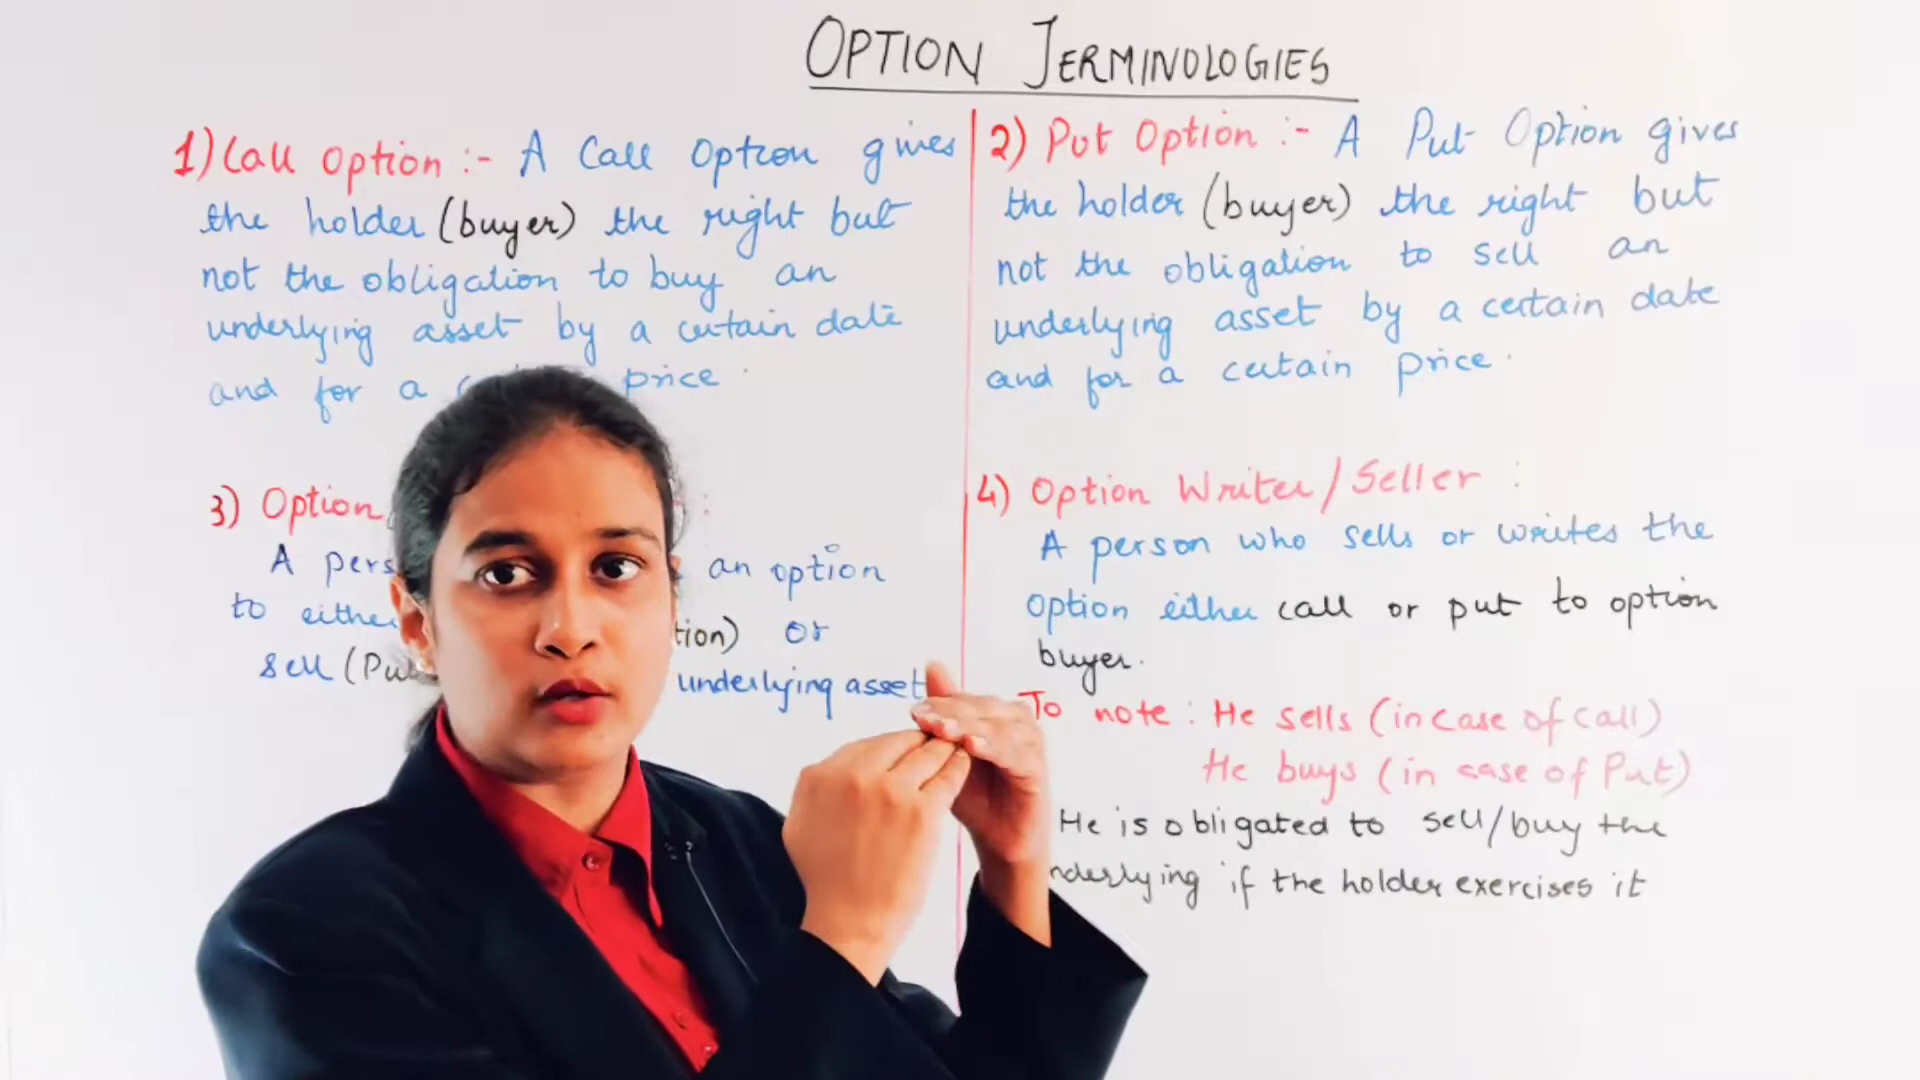 OPTION TERMINOLOGIES
1) Call Option :- A Call Option gives
the holder (buyer) the right but
not the obligation to buy an
underlying asset by a certain date
and for a price.
2) Put Option :- A Put Option gives
the holder (buyer) the right but
not the obligation to sell an
underlying asset by a certain date
and for a certain price.
3) Option :
A an option
to or
sell underlying asset
4) Option Writer/Seller :
A person who sells or writes the
option either call or put to option
buyer.
To note : He sells (in case of call)
He buys (in case of Put)
He is obligated to sell/buy the
if the holder exercises it